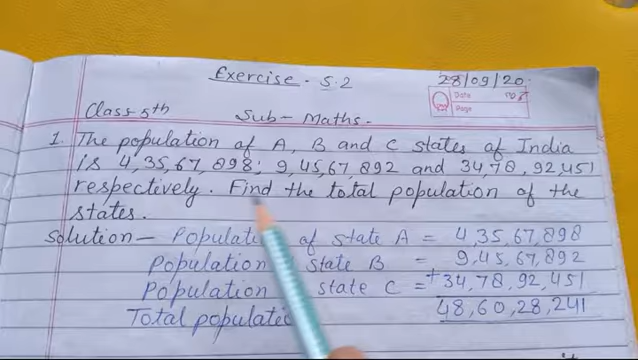 Exercise - 5.2
28/09/20
Date
Page
Class-5th Sub- Maths.
1. The population of A, B and C states of India
is 4,35,67,898; 9,45,67,892 and 34,78,92,451
respectively. Find the total population of the
states.
Solution - Populati of state A = 4,35,67,898
Population state B = 9,45,67,892
Population state C = +34,78,92,451
Total populatio 48,60,28,241